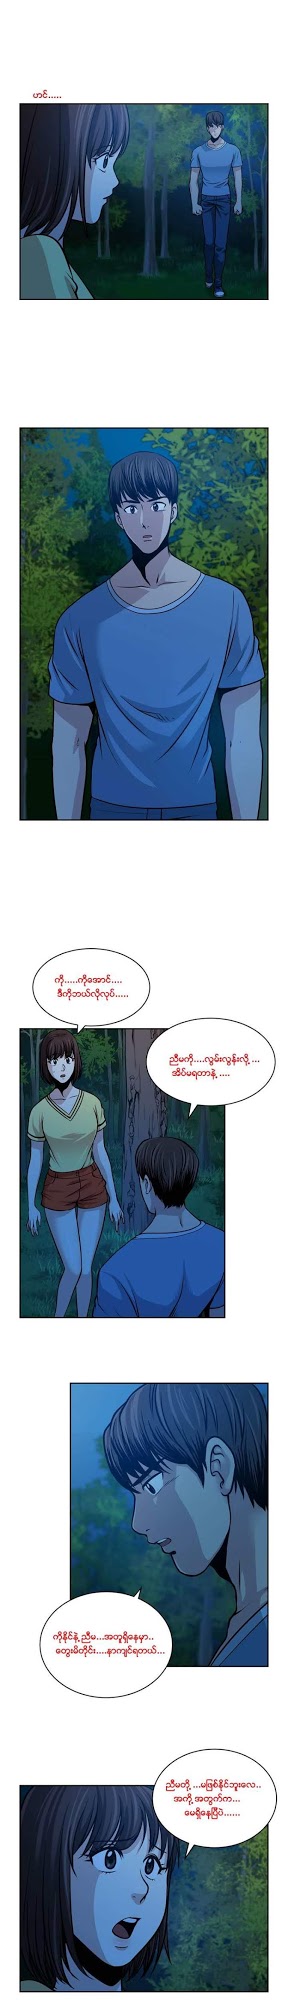 ဟင်.....
ကို.....ကိုအောင်....
ဒီကိုဘယ်လိုလုပ်.....
ညီမကို....လွမ်းလွန်းလို့ ...
အိပ်မရတာနဲ့ ....
ကိုနိုင်နဲ့ ညီမ...အတူရှိနေမှာ..
တွေးမိတိုင်း....နာကျင်ရတယ်...
ညီမတို့ ...မဖြစ်နိုင်ဘူးလေ..
အကို့ အတွက်က...
မေရှိနေပြီပဲ......